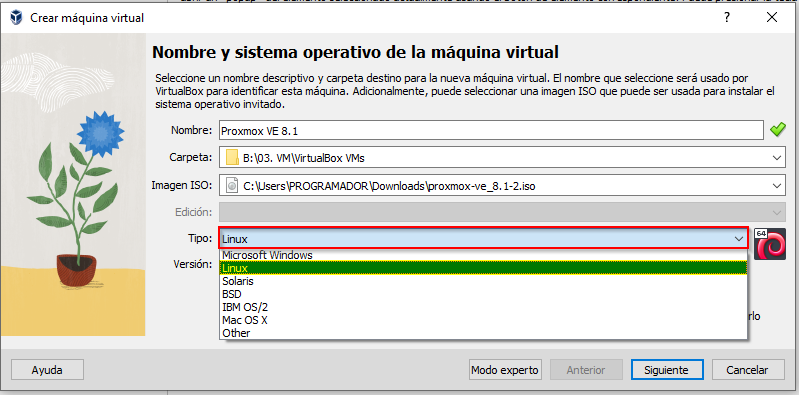 Crear máquina virtual
?
Nombre y sistema operativo de la máquina virtual
Seleccione un nombre descriptivo y carpeta destino para la nueva máquina virtual. El nombre que seleccione será usado por
VirtualBox para identificar esta máquina. Adicionalmente, puede seleccionar una imagen ISO que puede ser usada para instalar el
sistema operativo invitado.
Nombre: Proxmox VE 8.1
Carpeta: B:\03. VM\VirtualBox VMs
Imagen ISO: C:\Users\PROGRAMADOR\Downloads\proxmox-ve_8.1-2.iso
Edición:
Tipo: Linux
64
Microsoft Windows
Versión: Linux
Solaris
BSD
IBM OS/2
Mac OS X
Other
Ayuda Modo experto Anterior Siguiente Cancelar